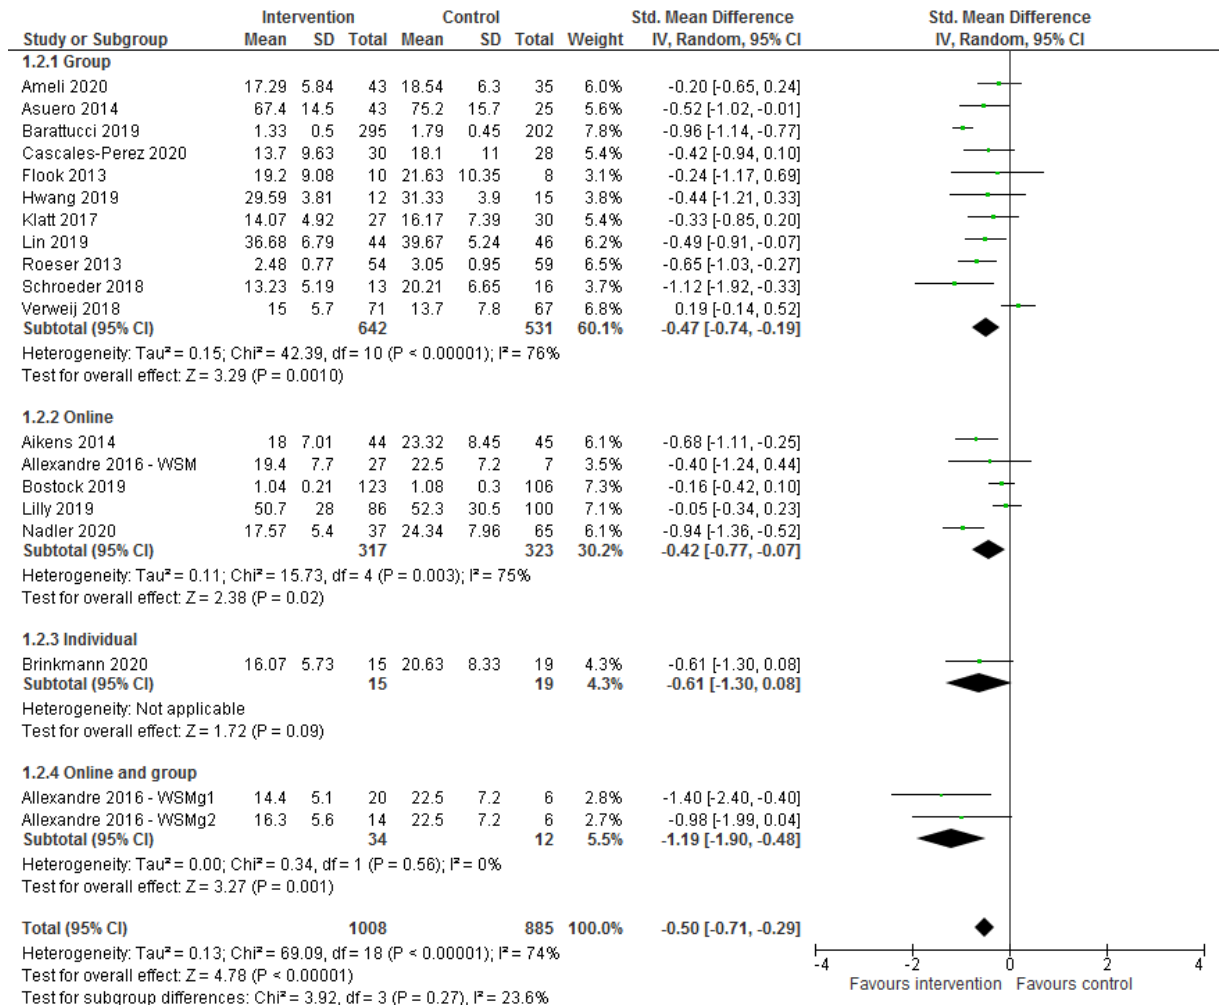 Intervention Control Std. Mean Difference Std. Mean Difference
Study or Subgroup Mean SD Total Mean SD Total Weight IV, Random, 95% CI IV, Random, 95% CI
1.2.1 Group
Ameli 2020 17.29 5.84 43 18.54 6.3 35 6.0% -0.20 [-0.65, 0.24]
Asuero 2014 67.4 14.5 43 75.2 15.7 25 5.6% -0.52 [-1.02, -0.01]
Barattucci 2019 1.33 0.5 295 1.79 0.45 202 7.8% -0.96 [-1.14, -0.77]
Cascales-Perez 2020 13.7 9.63 30 18.1 11 28 5.4% -0.42 [-0.94, 0.10]
Flook 2013 19.2 9.08 10 21.63 10.35 8 3.1% -0.24 [-1.17, 0.69]
Hwang 2019 29.59 3.81 12 31.33 3.9 15 3.9% -0.44 [-1.21, 0.33]
Klatt 2017 14.07 4.92 27 16.17 7.39 30 5.4% -0.33 [-0.85, 0.20]
Lin 2019 36.68 6.79 44 39.67 5.24 46 6.2% -0.49 [-0.91, -0.07]
Roeser 2013 2.48 0.77 54 3.05 0.95 59 6.5% -0.65 [-1.03, -0.27]
Schroeder 2018 13.23 5.19 13 20.21 6.65 16 3.7% -1.12 [-1.92, -0.33]
Verweij 2018 15 5.7 71 13.7 7.8 67 6.8% 0.19 [-0.14, 0.52]
Subtotal (95% CI) 642 531 60.1% -0.47 [-0.74, -0.19]
Heterogeneity: Tau² = 0.15; Chi² = 42.39, df = 10 (P < 0.00001); I² = 76%
Test for overall effect: Z = 3.29 (P = 0.0010)
1.2.2 Online
Aikens 2014 18 7.01 44 23.32 8.45 45 6.1% -0.68 [-1.11, -0.25]
Allexandre 2016 - WSM 19.4 7.7 27 22.5 7.2 7 3.5% -0.40 [-1.24, 0.44]
Bostock 2019 1.04 0.21 123 1.08 0.3 106 7.3% -0.16 [-0.42, 0.10]
Lilly 2019 50.7 28 86 52.3 30.5 100 7.1% -0.05 [-0.34, 0.23]
Nadler 2020 17.57 5.4 37 24.34 7.96 65 6.1% -0.94 [-1.36, -0.52]
Subtotal (95% CI) 317 323 30.2% -0.42 [-0.77, -0.07]
Heterogeneity: Tau² = 0.11; Chi² = 15.73, df = 4 (P = 0.003); I² = 75%
Test for overall effect: Z = 2.38 (P = 0.02)
1.2.3 Individual
Brinkmann 2020 16.07 5.73 15 20.63 8.33 19 4.3% -0.61 [-1.30, 0.08]
Subtotal (95% CI) 15 19 4.3% -0.61 [-1.30, 0.08]
Heterogeneity: Not applicable
Test for overall effect: Z = 1.72 (P = 0.09)
1.2.4 Online and group
Allexandre 2016 - WSMg1 14.4 5.1 20 22.5 7.2 6 2.8% -1.40 [-2.40, -0.40]
Allexandre 2016 - WSMg2 16.3 5.6 14 22.5 7.2 6 2.7% -0.98 [-1.99, 0.04]
Subtotal (95% CI) 34 12 5.5% -1.19 [-1.90, -0.48]
Heterogeneity: Tau² = 0.00; Chi² = 0.34, df = 1 (P = 0.56); I² = 0%
Test for overall effect: Z = 3.27 (P = 0.001)
Total (95% CI) 1008 885 100.0% -0.50 [-0.71, -0.29]
Heterogeneity: Tau² = 0.13; Chi² = 69.09, df = 18 (P < 0.00001); I² = 74%
Test for overall effect: Z = 4.78 (P < 0.00001)
Test for subgroup differences: Chi² = 3.92, df = 3 (P = 0.27), I² = 23.6%
-4 -2 0 2 4
Favours intervention Favours control